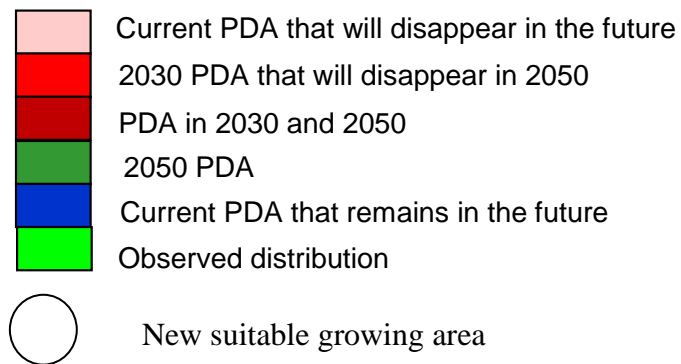 Current PDA that will disappear in the future
2030 PDA that will disappear in 2050
PDA in 2030 and 2050
2050 PDA
Current PDA that remains in the future
Observed distribution
New suitable growing area